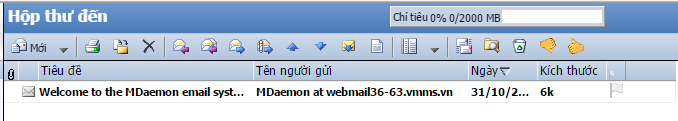 Hộp thư đến
Chỉ tiêu 0% 0/2000 MB
Mới
Tiêu đề Tên người gửi Ngày Kích thước
Welcome to the MDaemon email syst... MDaemon at webmail36-63.vmms.vn 31/10/2... 6k